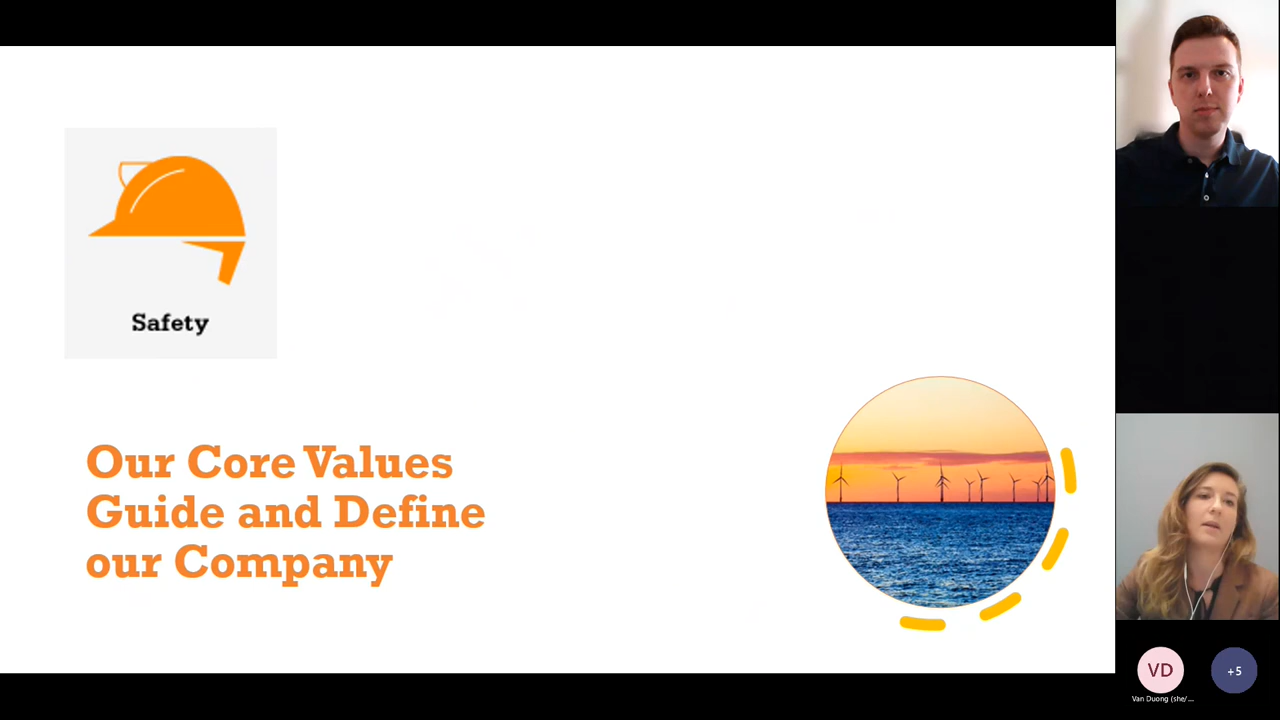 Safety
Our Core Values
Guide and Define
our Company
VD
+5
Van Duong (she/...